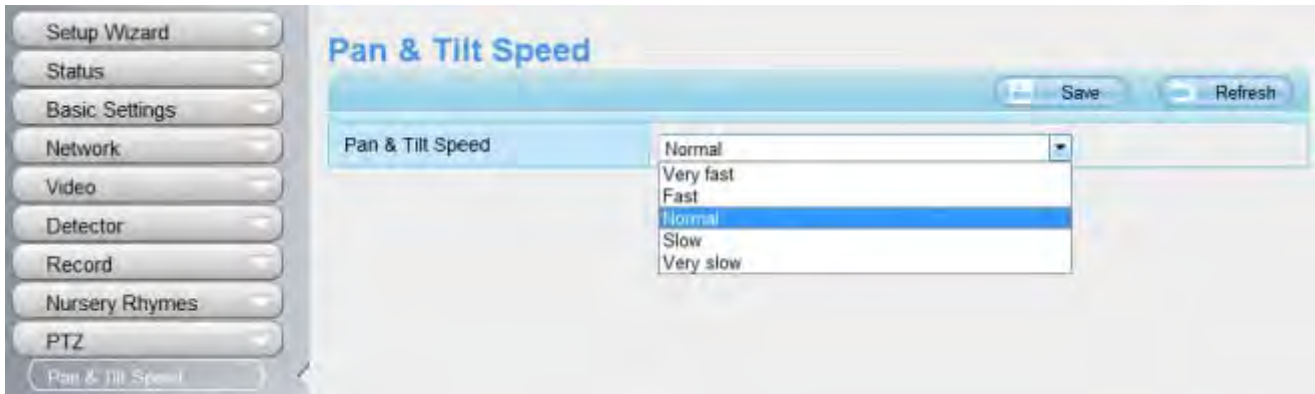 Setup Wizard
Status
Basic Settings
Network
Video
Detector
Record
Nursery Rhymes
PTZ
Pan & Tilt Speed
Pan & Tilt Speed
Save Refresh
Pan & Tilt Speed Normal
Very fast
Fast
Normal
Slow
Very slow